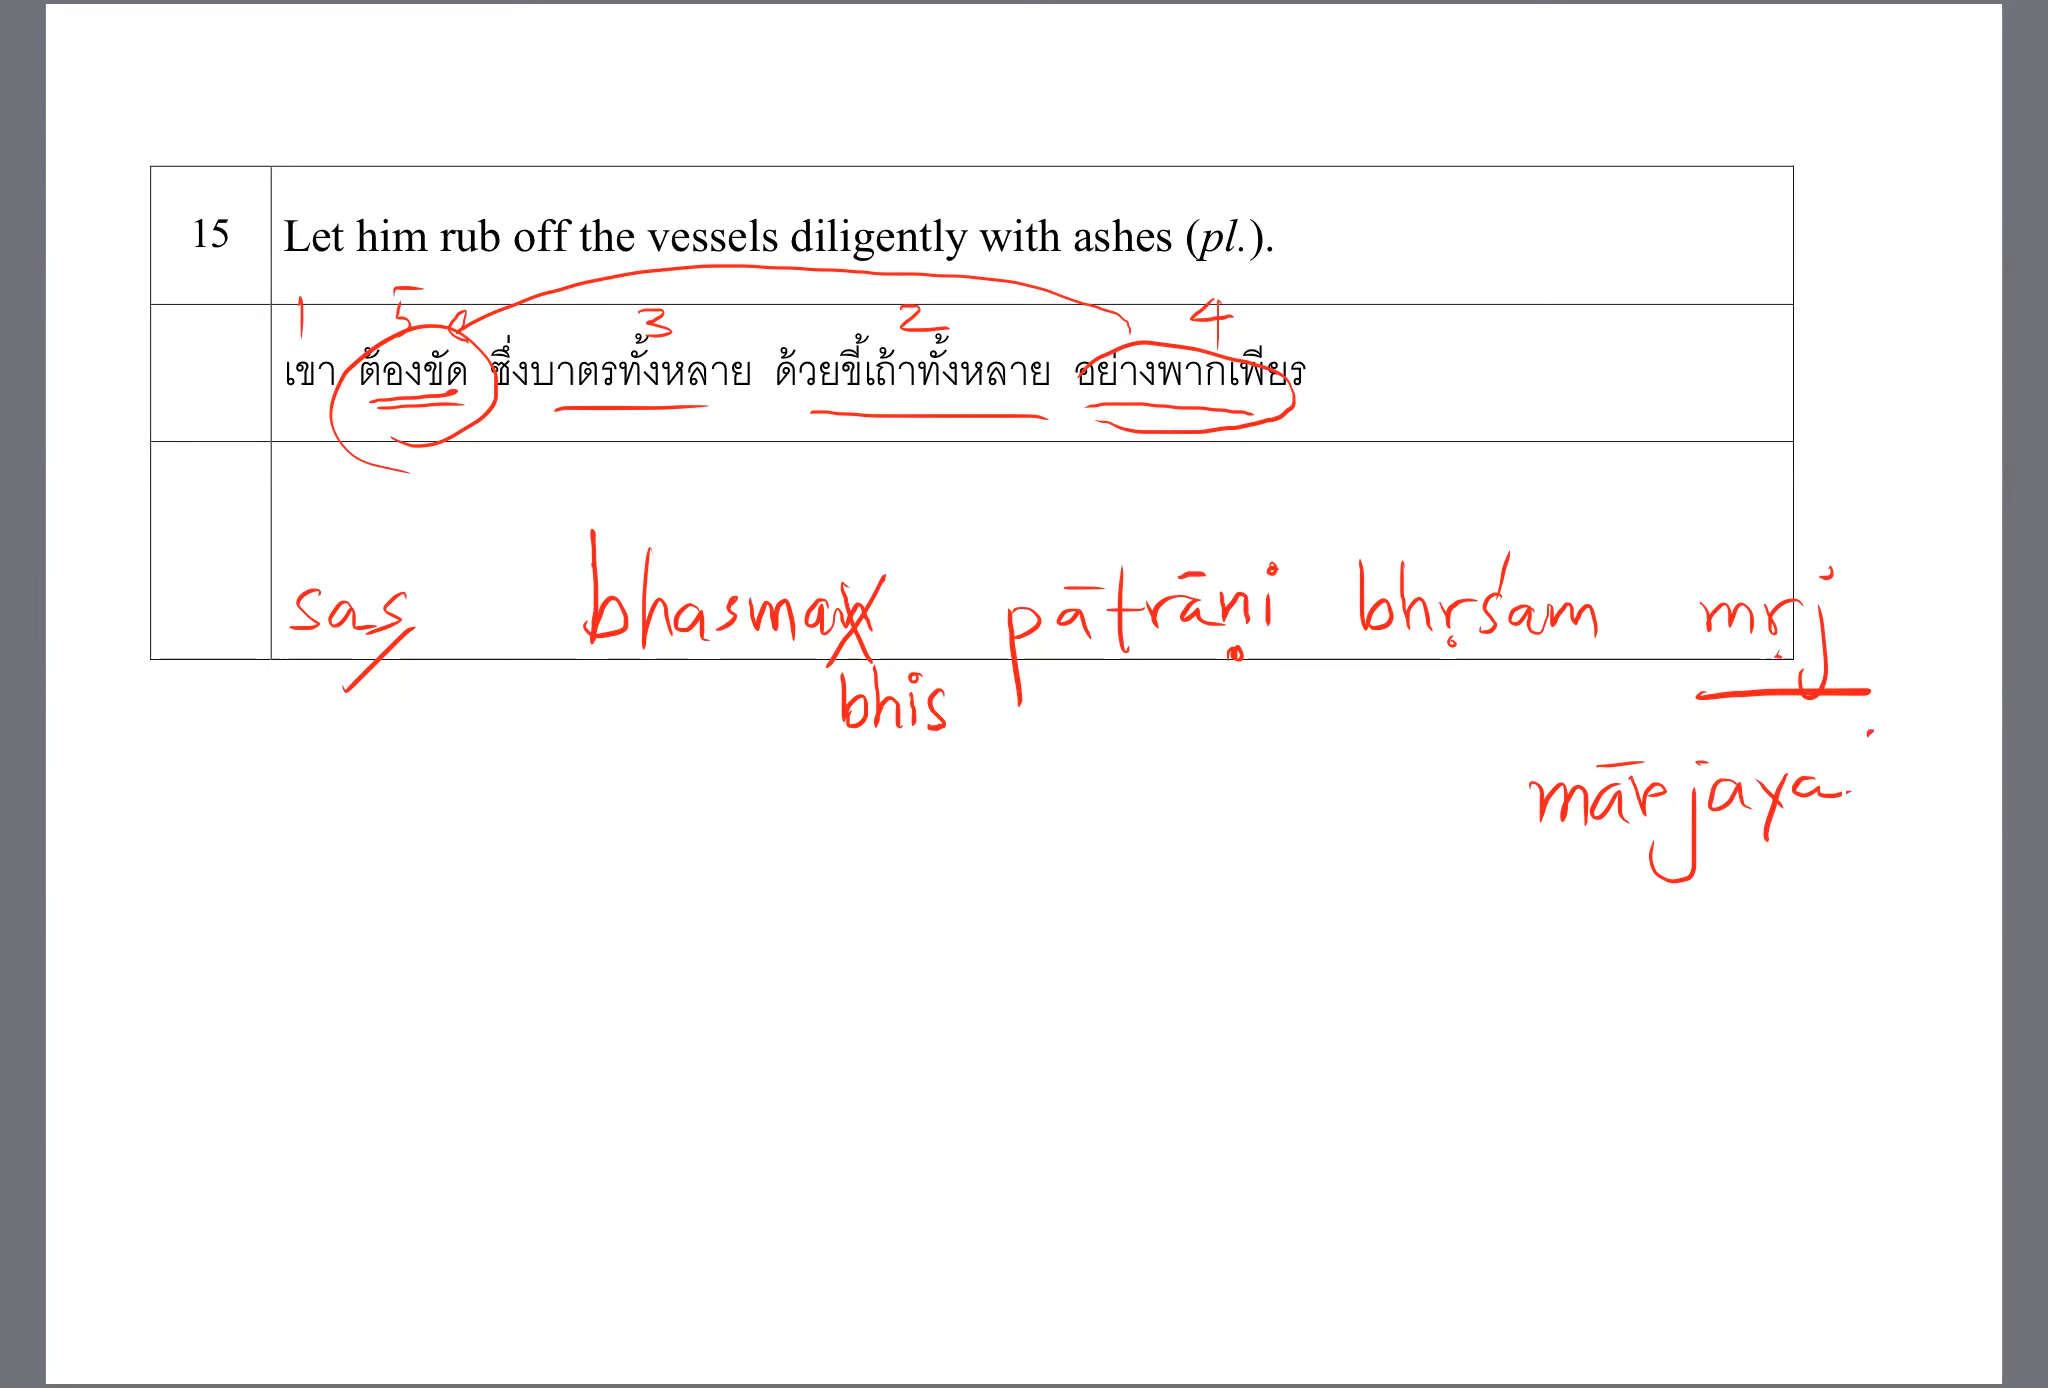 15 Let him rub off the vessels diligently with ashes (pl.).
1 5 3 2 4
เขา ต้องขัด ซึ่งบาตรทั้งหลาย ด้วยขี้เถ้าทั้งหลาย อย่างพากเพียร
sas bhasman pātrāṇi bhṛśam mṛj
bhis
mārjaya